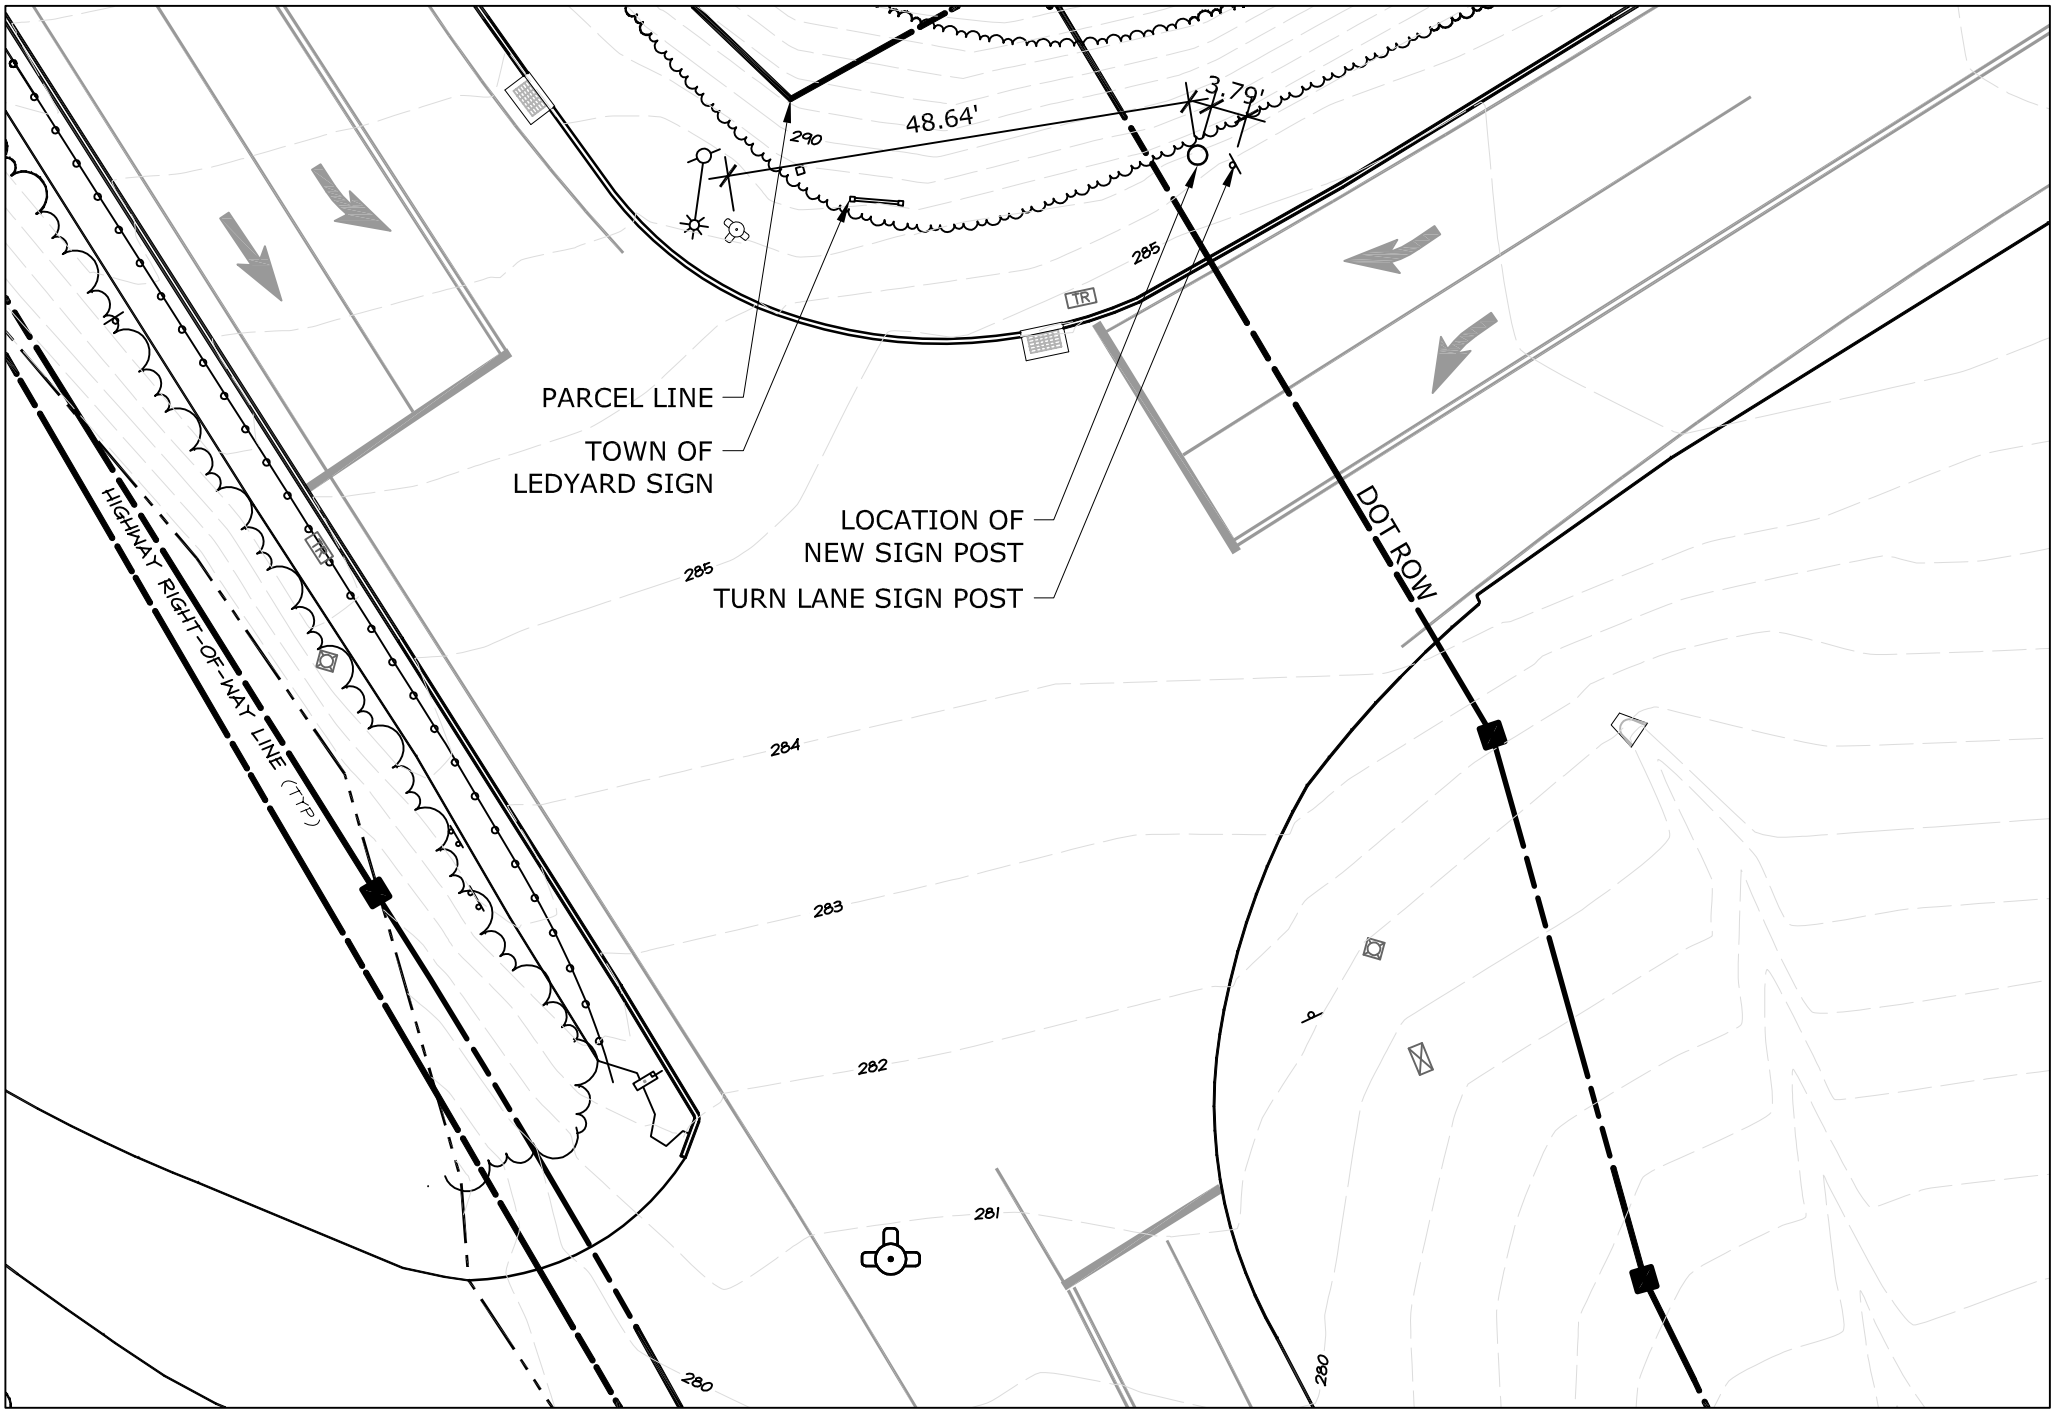 3.79'
48.64'
290
285
TR
PARCEL LINE
TOWN OF
LEDYARD SIGN
LOCATION OF
NEW SIGN POST
TURN LANE SIGN POST
DOT ROW
HIGHWAY RIGHT-OF-WAY LINE (TYP)
TR
285
284
283
282
281
280
280